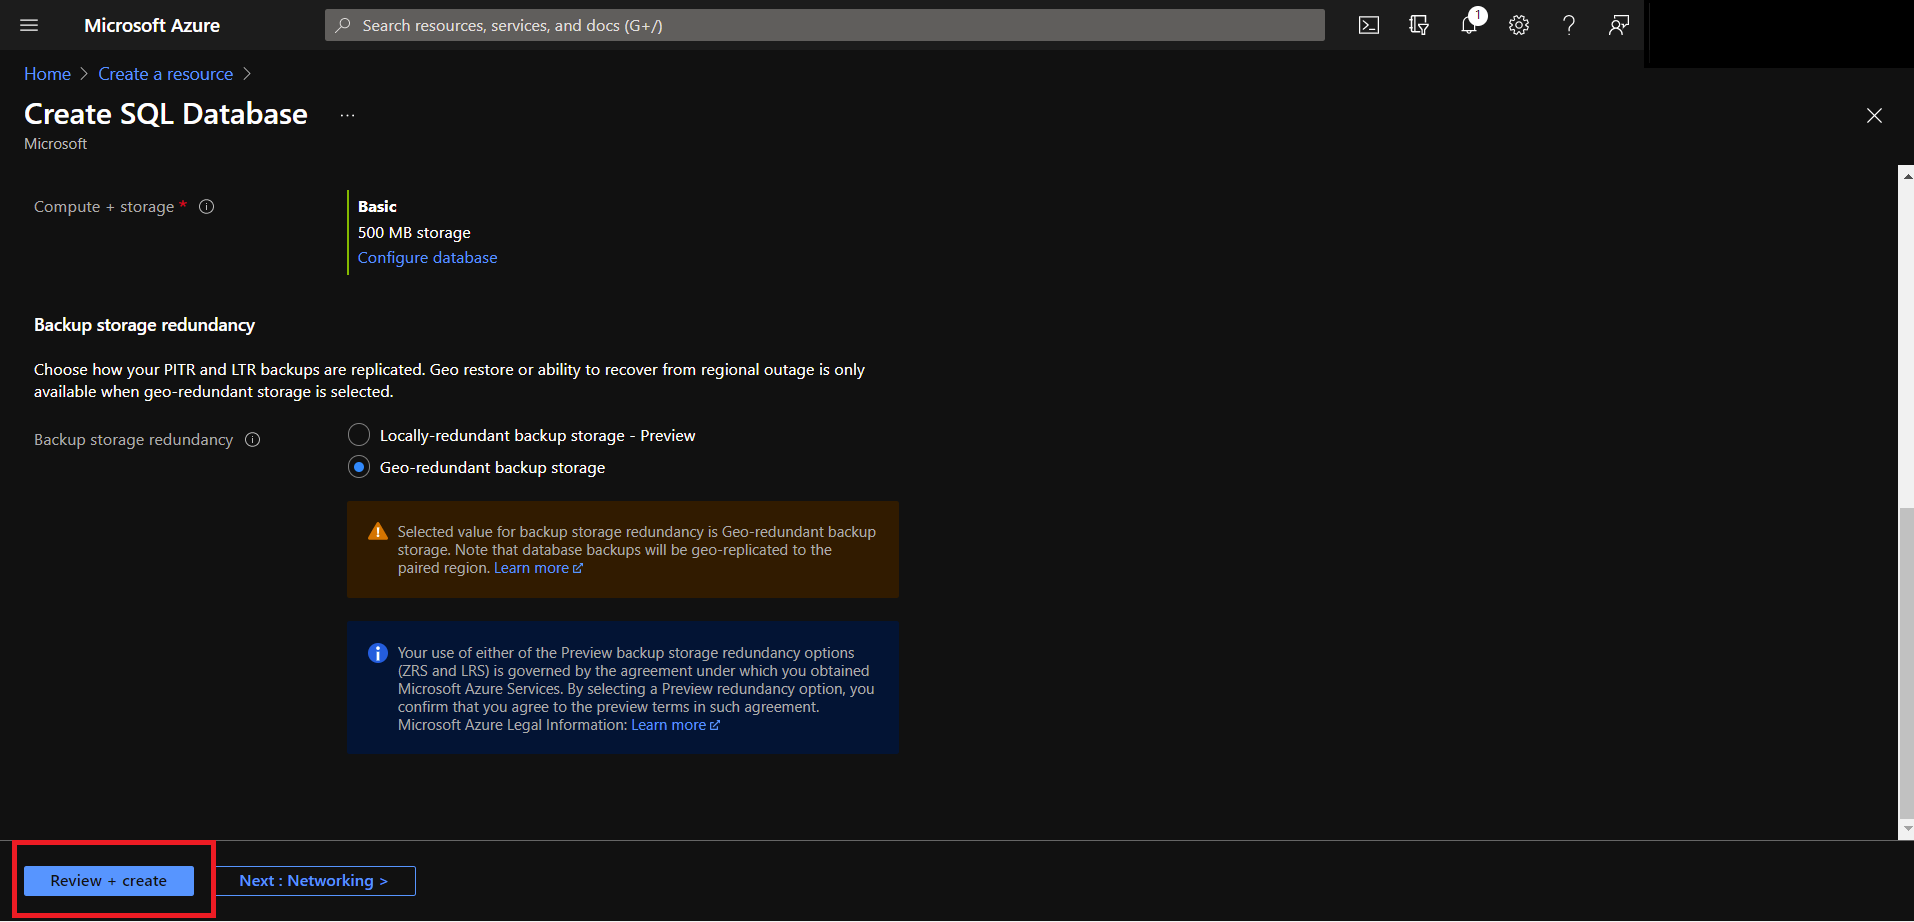 Microsoft Azure
Search resources, services, and docs (G+/)
1
Home > Create a resource >
Create SQL Database ...
Microsoft
Compute + storage *
Basic
500 MB storage
Configure database
Backup storage redundancy
Choose how your PITR and LTR backups are replicated. Geo restore or ability to recover from regional outage is only
available when geo-redundant storage is selected.
Backup storage redundancy
Locally-redundant backup storage - Preview
Geo-redundant backup storage
Selected value for backup storage redundancy is Geo-redundant backup
storage. Note that database backups will be geo-replicated to the
paired region. Learn more
Your use of either of the Preview backup storage redundancy options
(ZRS and LRS) is governed by the agreement under which you obtained
Microsoft Azure Services. By selecting a Preview redundancy option, you
confirm that you agree to the preview terms in such agreement.
Microsoft Azure Legal Information: Learn more
Review + create
Next : Networking >